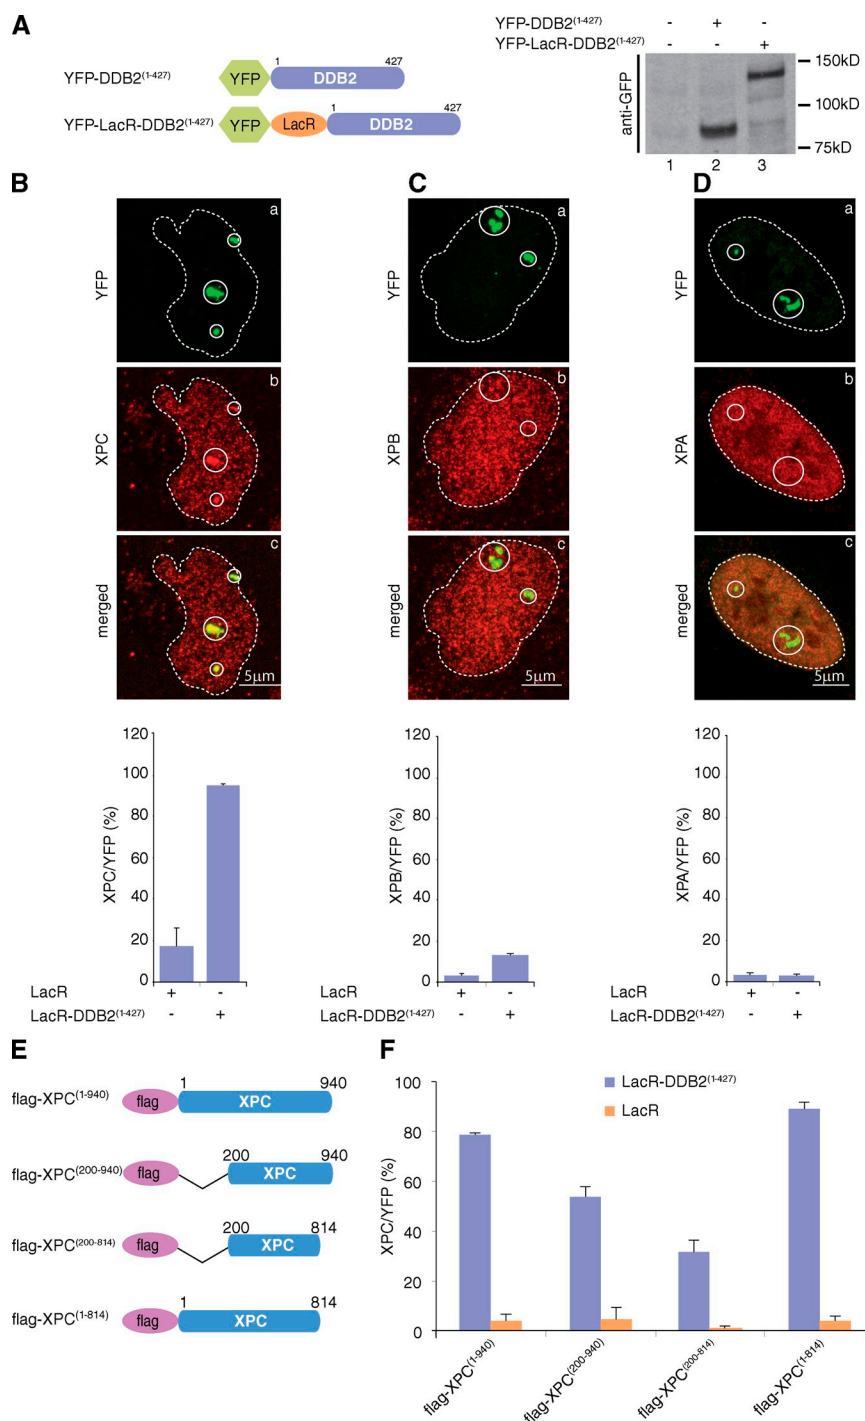 A
YFP-DDB2(1-427)
YFP
1
427
DDB2
YFP-LacR-DDB2(1-427)
YFP
LacR
1
427
DDB2
YFP-DDB2(1-427) - + -
YFP-LacR-DDB2(1-427) - - +
anti-GFP
150kD
100kD
75kD
1 2 3
B
C
D
YFP
a
YFP
a
YFP
a
XPC
b
XPB
b
XPA
b
merged
c
5μm
merged
c
5μm
merged
c
5μm
XPC/YFP (%)
120
100
80
60
40
20
0
LacR + -
LacR-DDB2(1-427) - +
XPB/YFP (%)
120
100
80
60
40
20
0
LacR + -
LacR-DDB2(1-427) - +
XPA/YFP (%)
120
100
80
60
40
20
0
LacR + -
LacR-DDB2(1-427) - +
E
flag-XPC(1-940)
flag
1
940
XPC
flag-XPC(200-940)
flag
200
940
XPC
flag-XPC(200-814)
flag
200
814
XPC
flag-XPC(1-814)
flag
1
814
XPC
F
LacR-DDB2(1-427)
LacR
XPC/YFP (%)
100
80
60
40
20
0
flag-XPC(1-940)
flag-XPC(200-940)
flag-XPC(200-814)
flag-XPC(1-814)